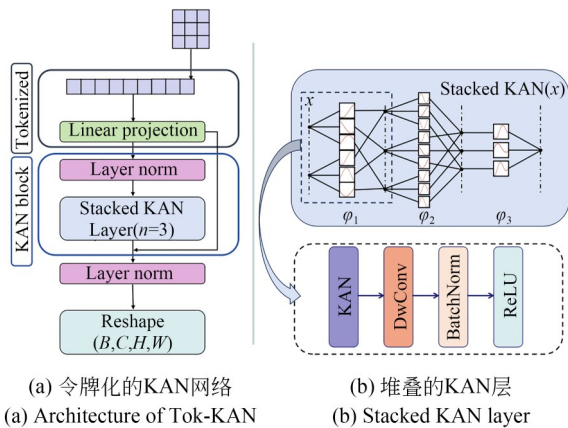 Tokenized
Linear projection
KAN block
Layer norm
Stacked KAN
Layer(n=3)
Layer norm
Reshape
(B,C,H,W)
(a) 令牌化的KAN网络
(a) Architecture of Tok-KAN
Stacked KAN(x)
x
φ1
φ2
φ3
KAN
DwConv
BatchNorm
ReLU
(b) 堆叠的KAN层
(b) Stacked KAN layer